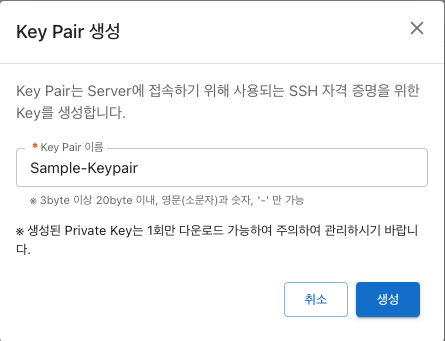 Key Pair 생성
Key Pair는 Server에 접속하기 위해 사용되는 SSH 자격 증명을 위한
Key를 생성합니다.
* Key Pair 이름
Sample-Keypair
※ 3byte 이상 20byte 이내, 영문(소문자)과 숫자, '-' 만 가능
※ 생성된 Private Key는 1회만 다운로드 가능하여 주의하여 관리하시기 바랍니
다.
취소
생성